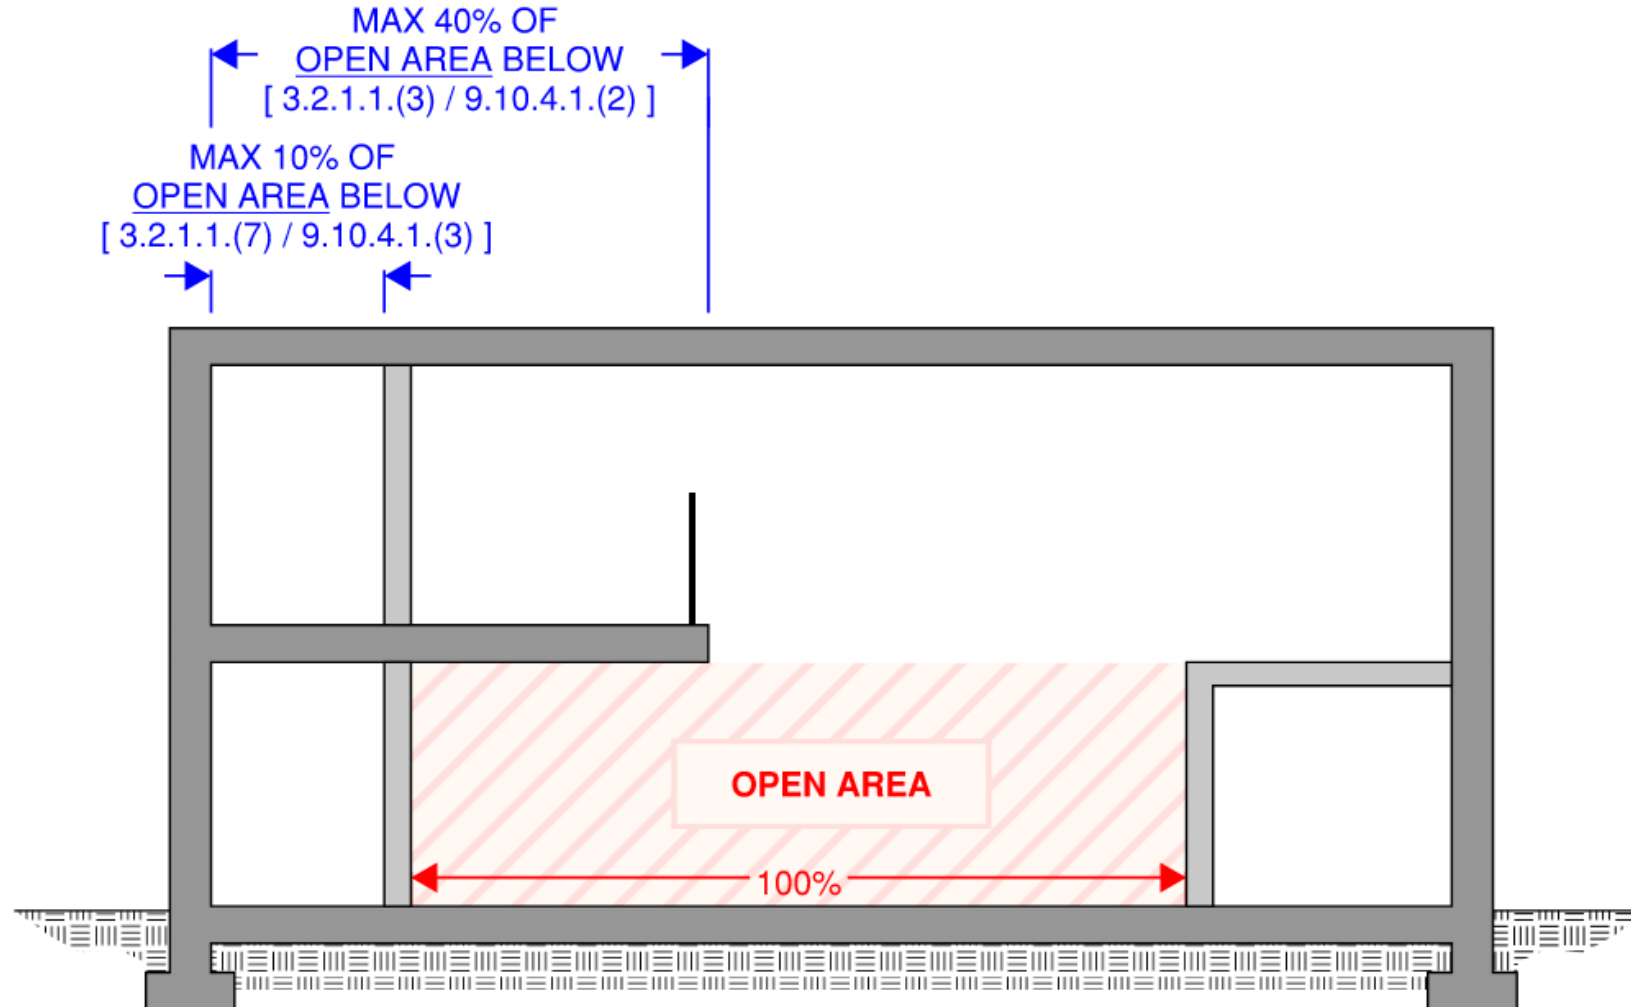 MAX 40% OF
OPEN AREA BELOW
[ 3.2.1.1.(3) / 9.10.4.1.(2) ]
MAX 10% OF
OPEN AREA BELOW
[ 3.2.1.1.(7) / 9.10.4.1.(3) ]
OPEN AREA
100%